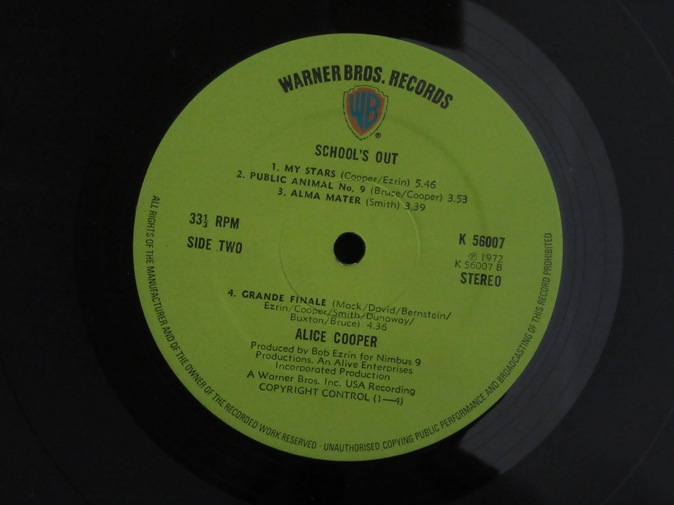 WARNER BROS. RECORDS
WB
®
SCHOOL'S OUT
1. MY STARS (Cooper/Ezrin) 5.46
2. PUBLIC ANIMAL No. 9 (Bruce/Cooper) 3.53
3. ALMA MATER (Smith) 3.39
33⅓ RPM
SIDE TWO
K 56007
℗ 1972
K 56007 B
STEREO
4. GRANDE FINALE (Mack/David/Bernstein/
Ezrin/Cooper/Smith/Dunaway/
Buxton/Bruce) 4.36
ALICE COOPER
Produced by Bob Ezrin for Nimbus 9
Productions. An Alive Enterprises
Incorporated Production
A Warner Bros. Inc. USA Recording
COPYRIGHT CONTROL (1—4)
ALL RIGHTS OF THE MANUFACTURER AND OF THE OWNER OF THE RECORDED WORK RESERVED · UNAUTHORISED COPYING PUBLIC PERFORMANCE AND BROADCASTING OF THIS RECORD PROHIBITED